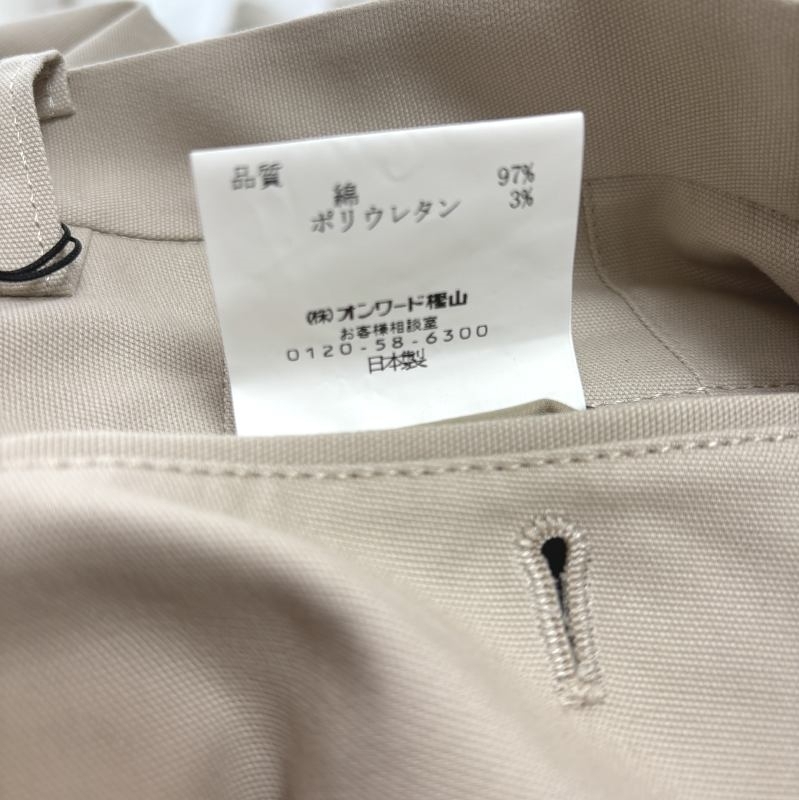 品質 綿 97%
ポリウレタン 3%
㈱オンワード樫山
お客様相談室
0120-58-6300
日本製